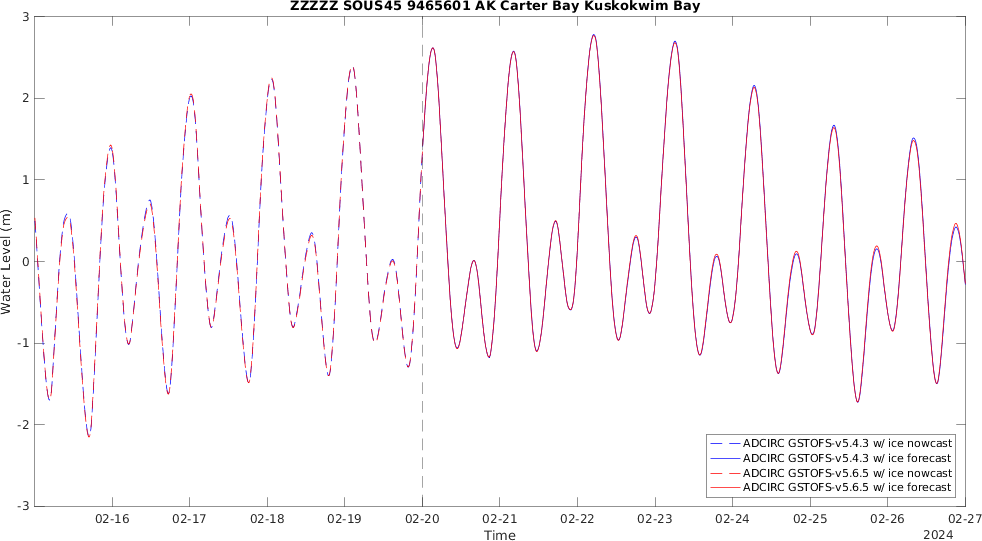 ZZZZZ SOUS45 9465601 AK Carter Bay Kuskokwim Bay
3
2
1
0
-1
-2
-3
Water Level (m)
ADCIRC GSTOFS-v5.4.3 w/ ice nowcast
ADCIRC GSTOFS-v5.4.3 w/ ice forecast
ADCIRC GSTOFS-v5.6.5 w/ ice nowcast
ADCIRC GSTOFS-v5.6.5 w/ ice forecast
02-16 02-17 02-18 02-19 02-20 02-21 02-22 02-23 02-24 02-25 02-26 02-27
Time 2024